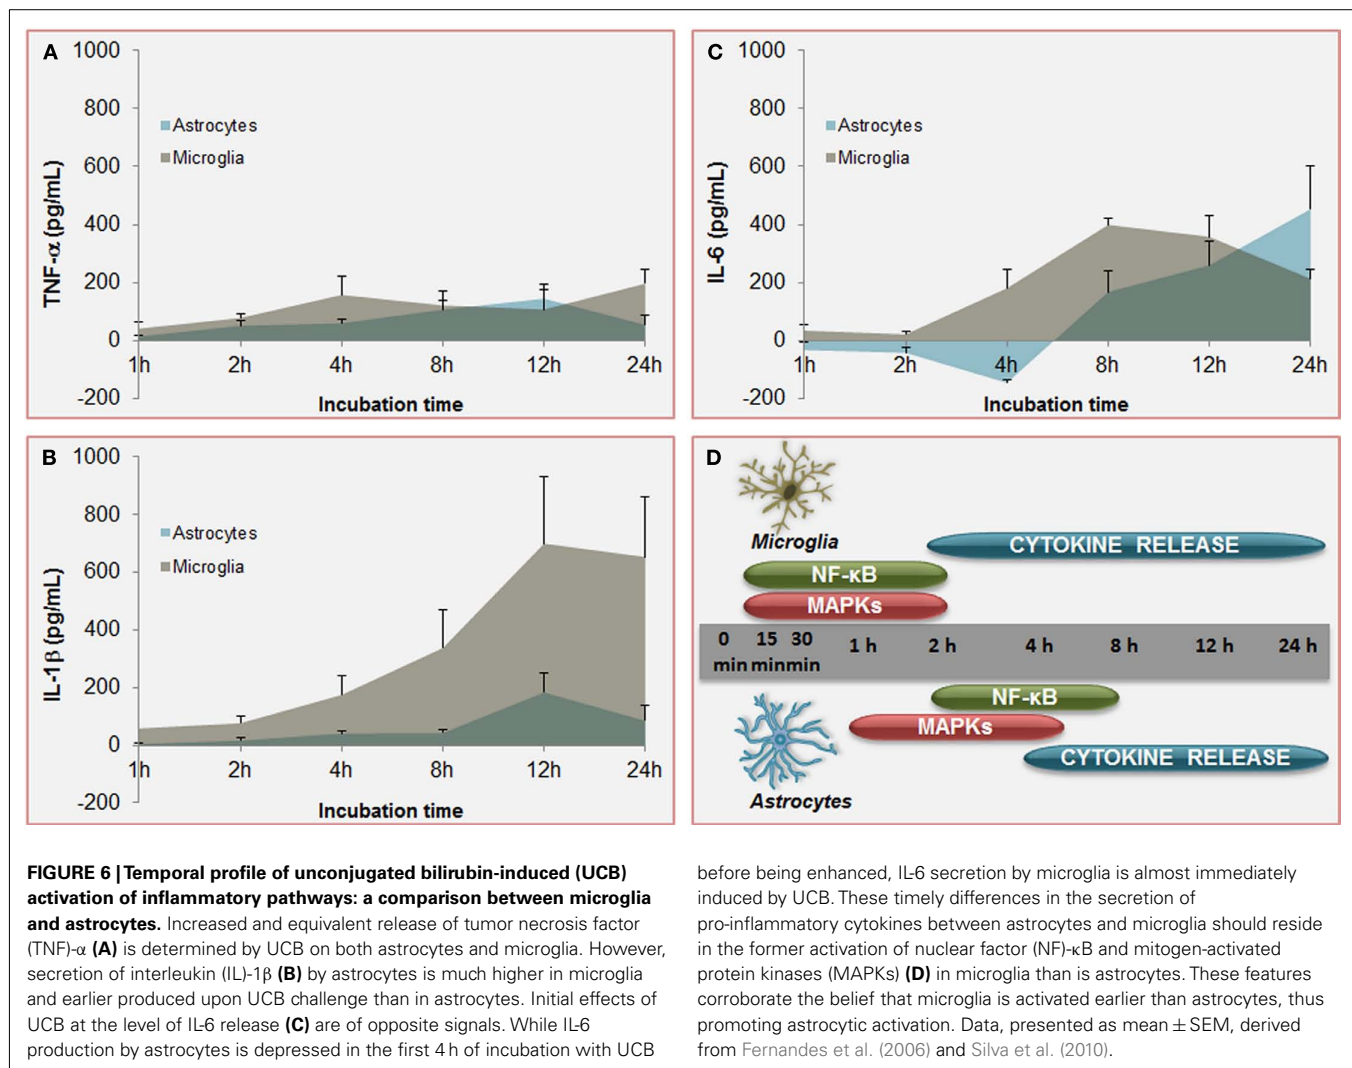 A
1000
800
600
400
200
0
-200
TNF-α (pg/mL)
Astrocytes
Microglia
1h 2h 4h 8h 12h 24h
Incubation time
C
1000
800
600
400
200
0
-200
IL-6 (pg/mL)
Astrocytes
Microglia
1h 2h 4h 8h 12h 24h
Incubation time
B
1000
800
600
400
200
0
-200
IL-1β (pg/mL)
Astrocytes
Microglia
1h 2h 4h 8h 12h 24h
Incubation time
D
Microglia
CYTOKINE RELEASE
NF-κB
MAPKs
0 15 30
min min min
1 h 2 h 4 h 8 h 12 h 24 h
NF-κB
MAPKs
CYTOKINE RELEASE
Astrocytes
FIGURE 6 | Temporal profile of unconjugated bilirubin-induced (UCB)
activation of inflammatory pathways: a comparison between microglia
and astrocytes. Increased and equivalent release of tumor necrosis factor
(TNF)-α (A) is determined by UCB on both astrocytes and microglia. However,
secretion of interleukin (IL)-1β (B) by astrocytes is much higher in microglia
and earlier produced upon UCB challenge than in astrocytes. Initial effects of
UCB at the level of IL-6 release (C) are of opposite signals. While IL-6
production by astrocytes is depressed in the first 4 h of incubation with UCB
before being enhanced, IL-6 secretion by microglia is almost immediately
induced by UCB. These timely differences in the secretion of
pro-inflammatory cytokines between astrocytes and microglia should reside
in the former activation of nuclear factor (NF)-κB and mitogen-activated
protein kinases (MAPKs) (D) in microglia than is astrocytes. These features
corroborate the belief that microglia is activated earlier than astrocytes, thus
promoting astrocytic activation. Data, presented as mean ± SEM, derived
from Fernandes et al. (2006) and Silva et al. (2010).